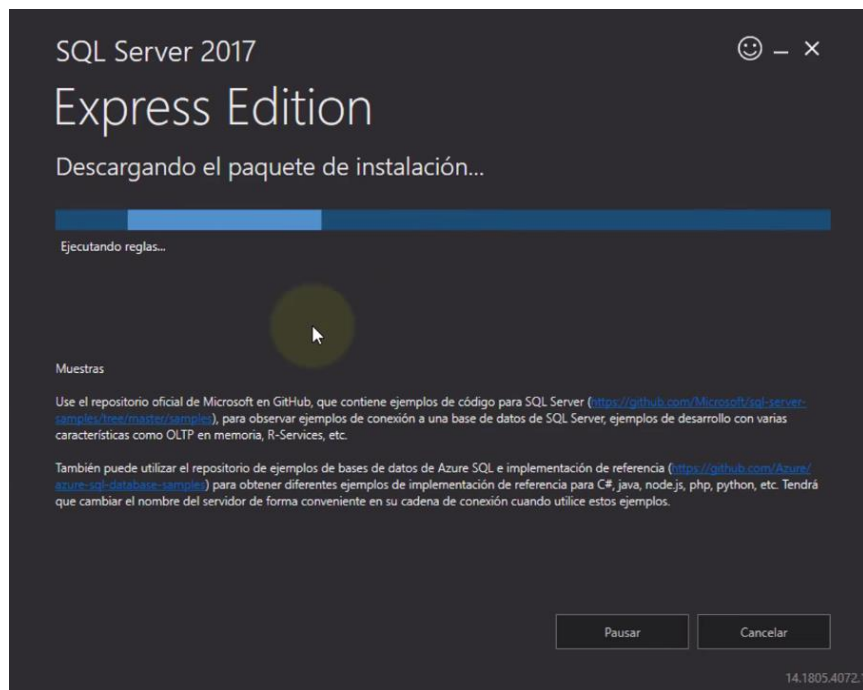 SQL Server 2017
Express Edition
Descargando el paquete de instalación...
Ejecutando reglas...
Muestras
Use el repositorio oficial de Microsoft en GitHub, que contiene ejemplos de código para SQL Server (https://github.com/Microsoft/sql-server-
samples/tree/master/samples), para observar ejemplos de conexión a una base de datos de SQL Server, ejemplos de desarrollo con varias
características como OLTP en memoria, R-Services, etc.
También puede utilizar el repositorio de ejemplos de bases de datos de Azure SQL e implementación de referencia (https://github.com/Azure/
azure-sql-database-samples) para obtener diferentes ejemplos de implementación de referencia para C#, java, node.js, php, python, etc. Tendrá
que cambiar el nombre del servidor de forma conveniente en su cadena de conexión cuando utilice estos ejemplos.
Pausar
Cancelar
14.1805.4072.